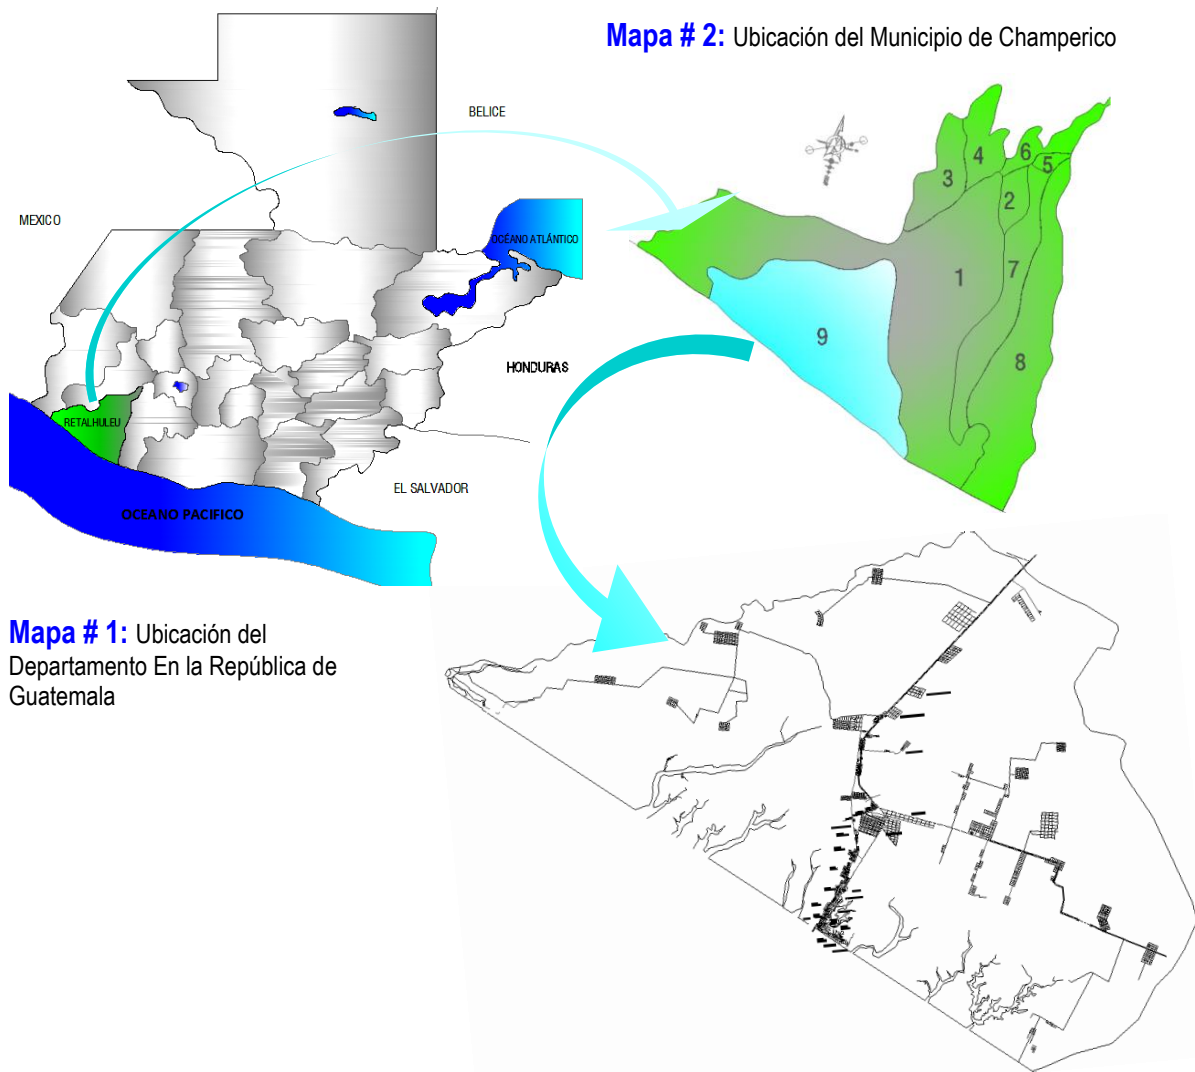 Mapa # 2: Ubicación del Municipio de Champerico
BELICE
MEXICO
OCÉANO ATLÁNTICO
HONDURAS
RETALHULEU
EL SALVADOR
OCEANO PACIFICO
3
4
6
5
2
1
7
8
9
Mapa # 1: Ubicación del
Departamento En la República de
Guatemala